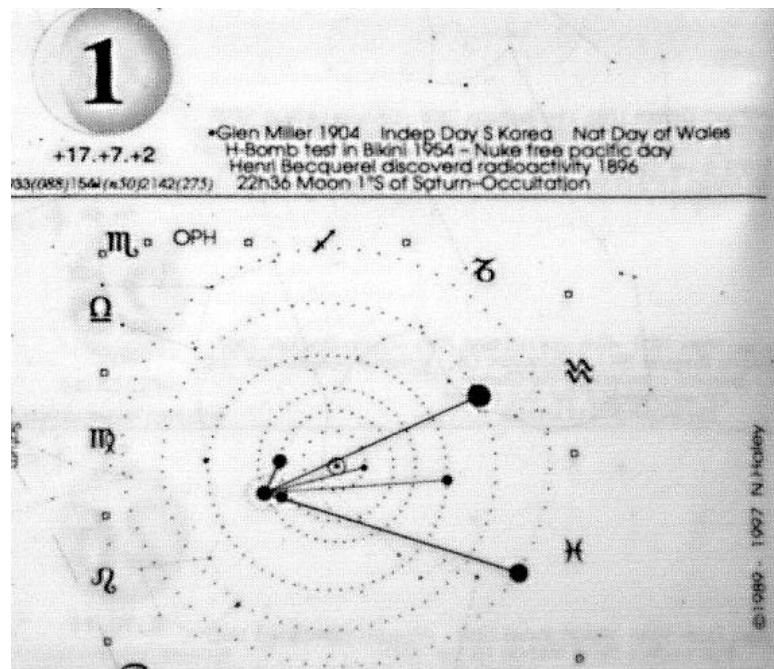 1
•Glen Miller 1904 Indep Day S Korea Nat Day of Wales
+17.+7.+2
H-Bomb test in Bikini 1954 – Nuke free pacific day
Henri Becquerel discoverd radioactivity 1896
22h36 Moon 1°S of Saturn–Occultation
♏ OPH ♐
♑
♎
♒
♍
Saturn
♓
♌
©1989 - 1997 N.Haley